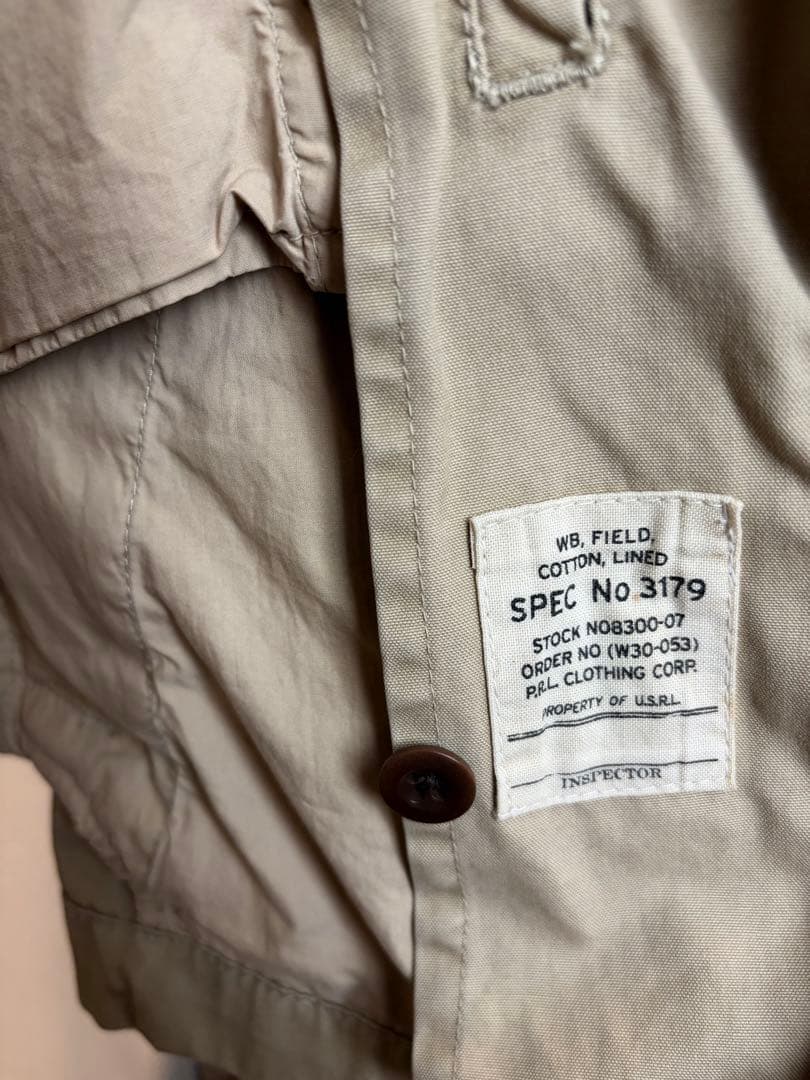 WB, FIELD,
COTTON, LINED
SPEC No. 3179
STOCK NO8300-07
ORDER NO (W30-053)
P.R.L. CLOTHING CORP.
PROPERTY OF U.S.R.L.
INSPECTOR